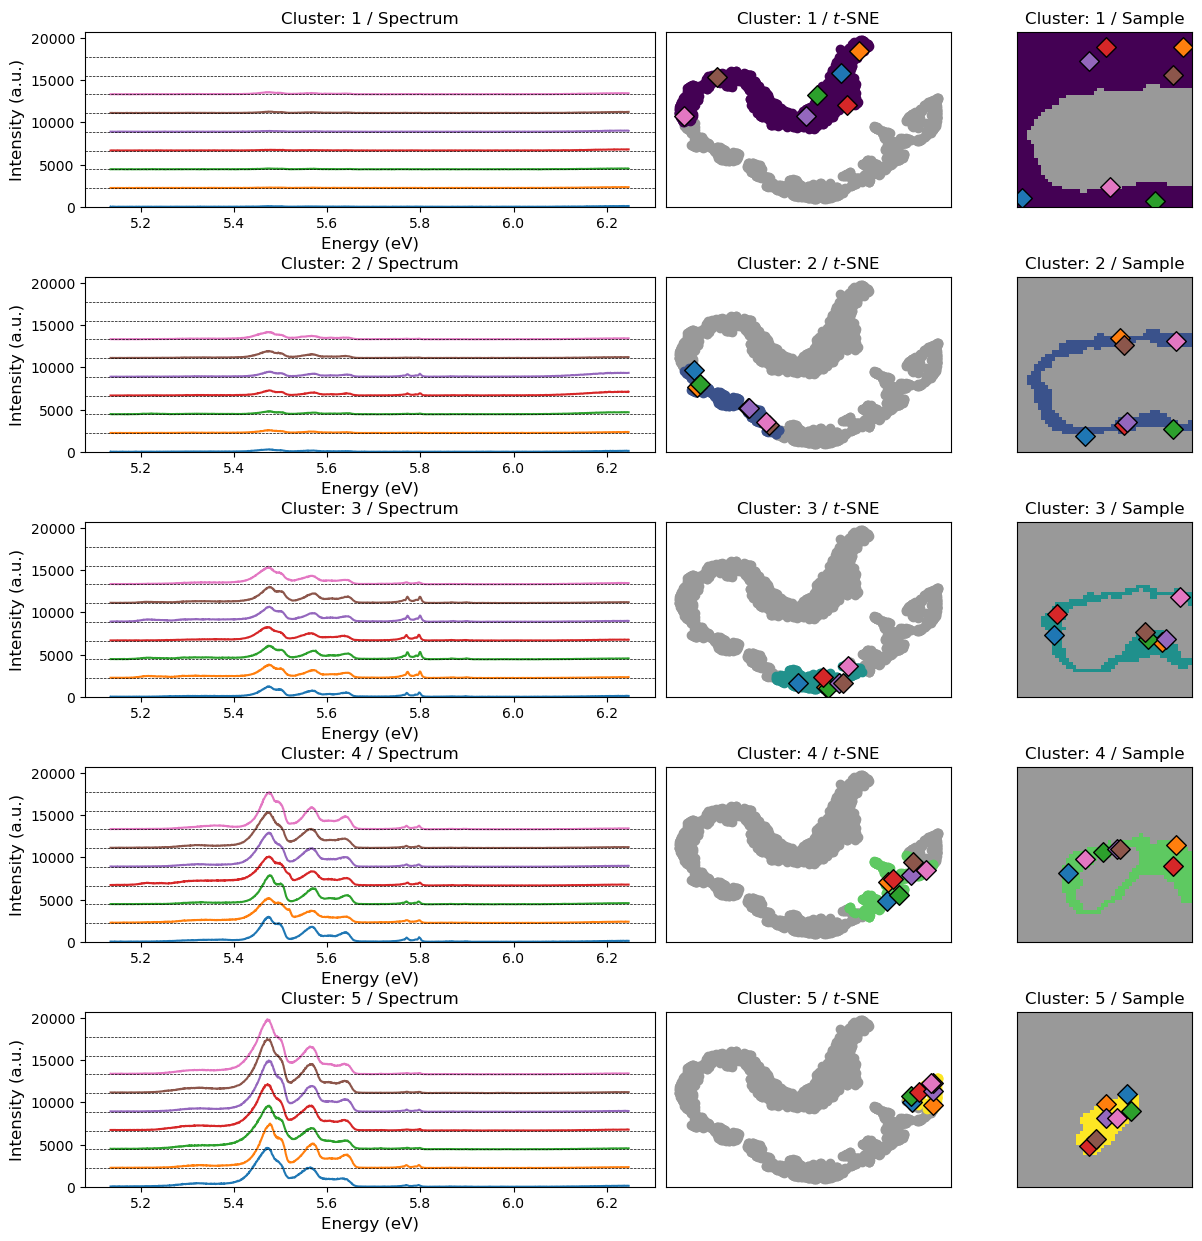 Cluster: 1 / Spectrum
Cluster: 1 / t-SNE
Cluster: 1 / Sample
Intensity (a.u.)
20000
15000
10000
5000
0
5.2 5.4 5.6 5.8 6.0 6.2
Energy (eV)
Cluster: 2 / Spectrum
Cluster: 2 / t-SNE
Cluster: 2 / Sample
Intensity (a.u.)
20000
15000
10000
5000
0
5.2 5.4 5.6 5.8 6.0 6.2
Energy (eV)
Cluster: 3 / Spectrum
Cluster: 3 / t-SNE
Cluster: 3 / Sample
Intensity (a.u.)
20000
15000
10000
5000
0
5.2 5.4 5.6 5.8 6.0 6.2
Energy (eV)
Cluster: 4 / Spectrum
Cluster: 4 / t-SNE
Cluster: 4 / Sample
Intensity (a.u.)
20000
15000
10000
5000
0
5.2 5.4 5.6 5.8 6.0 6.2
Energy (eV)
Cluster: 5 / Spectrum
Cluster: 5 / t-SNE
Cluster: 5 / Sample
Intensity (a.u.)
20000
15000
10000
5000
0
5.2 5.4 5.6 5.8 6.0 6.2
Energy (eV)